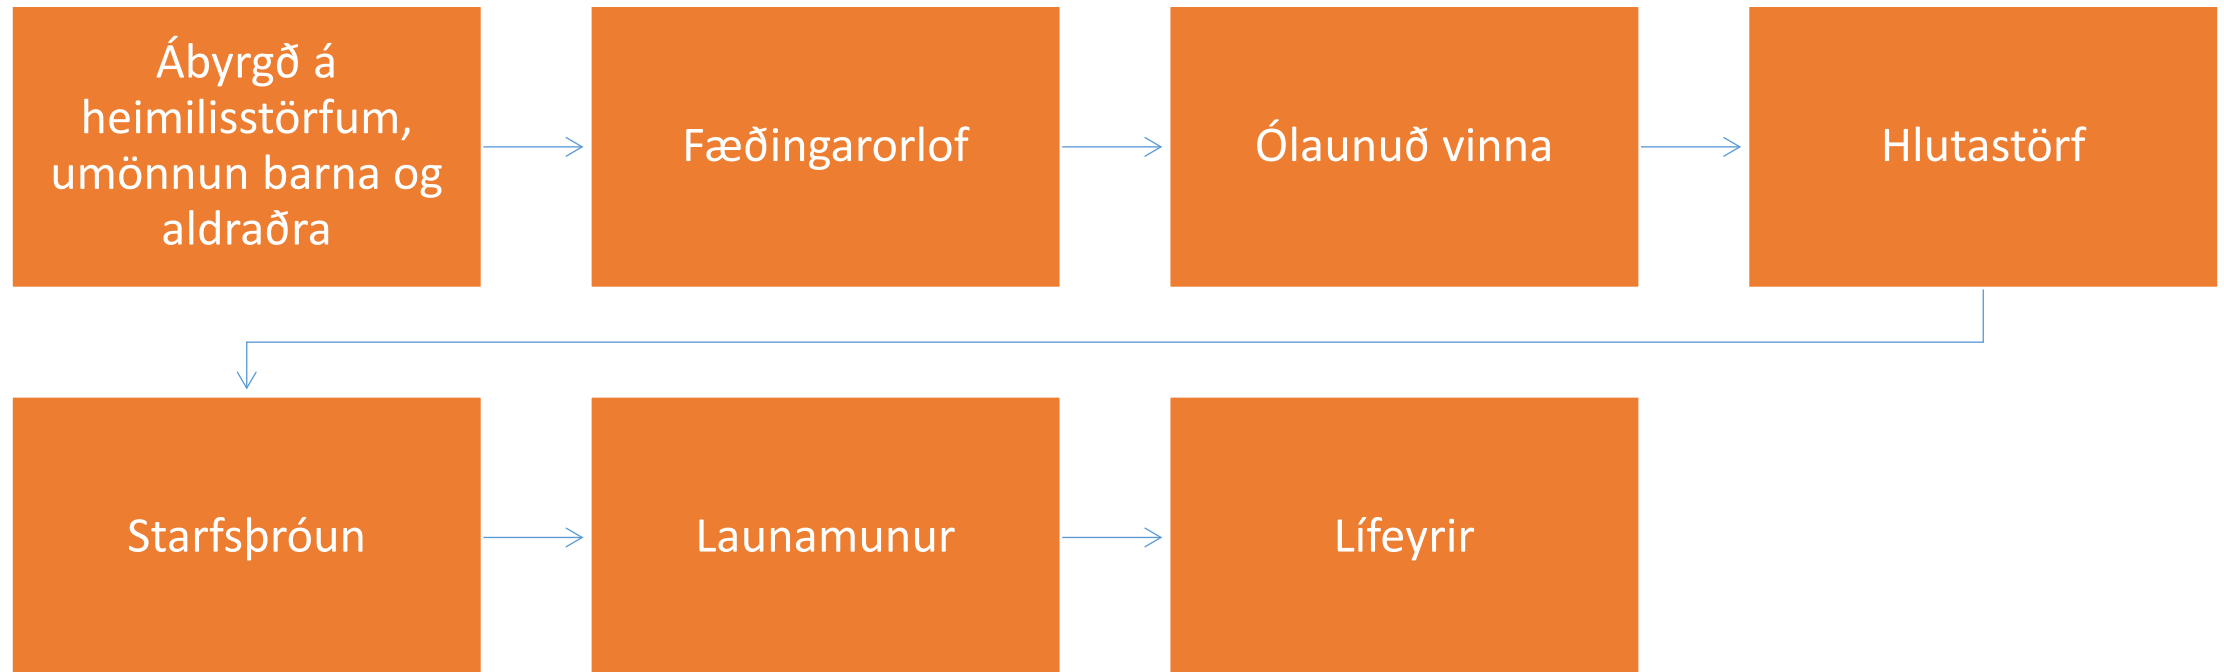 Ábyrgð á
heimilisstörfum,
umönnun barna og
aldraðra
Fæðingarorlof
Ólaunuð vinna
Hlutastörf
Starfsþróun
Launamunur
Lífeyrir